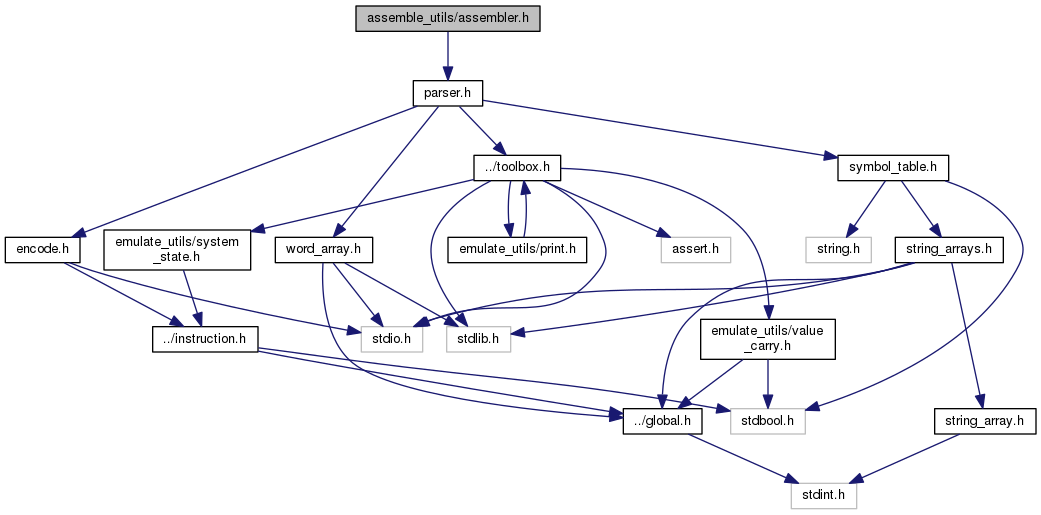 assemble_utils/assembler.h
parser.h
../toolbox.h
symbol_table.h
encode.h
emulate_utils/system
_state.h
word_array.h
emulate_utils/print.h
assert.h
string.h
string_arrays.h
../instruction.h
stdio.h
stdlib.h
emulate_utils/value
_carry.h
../global.h
stdbool.h
string_array.h
stdint.h